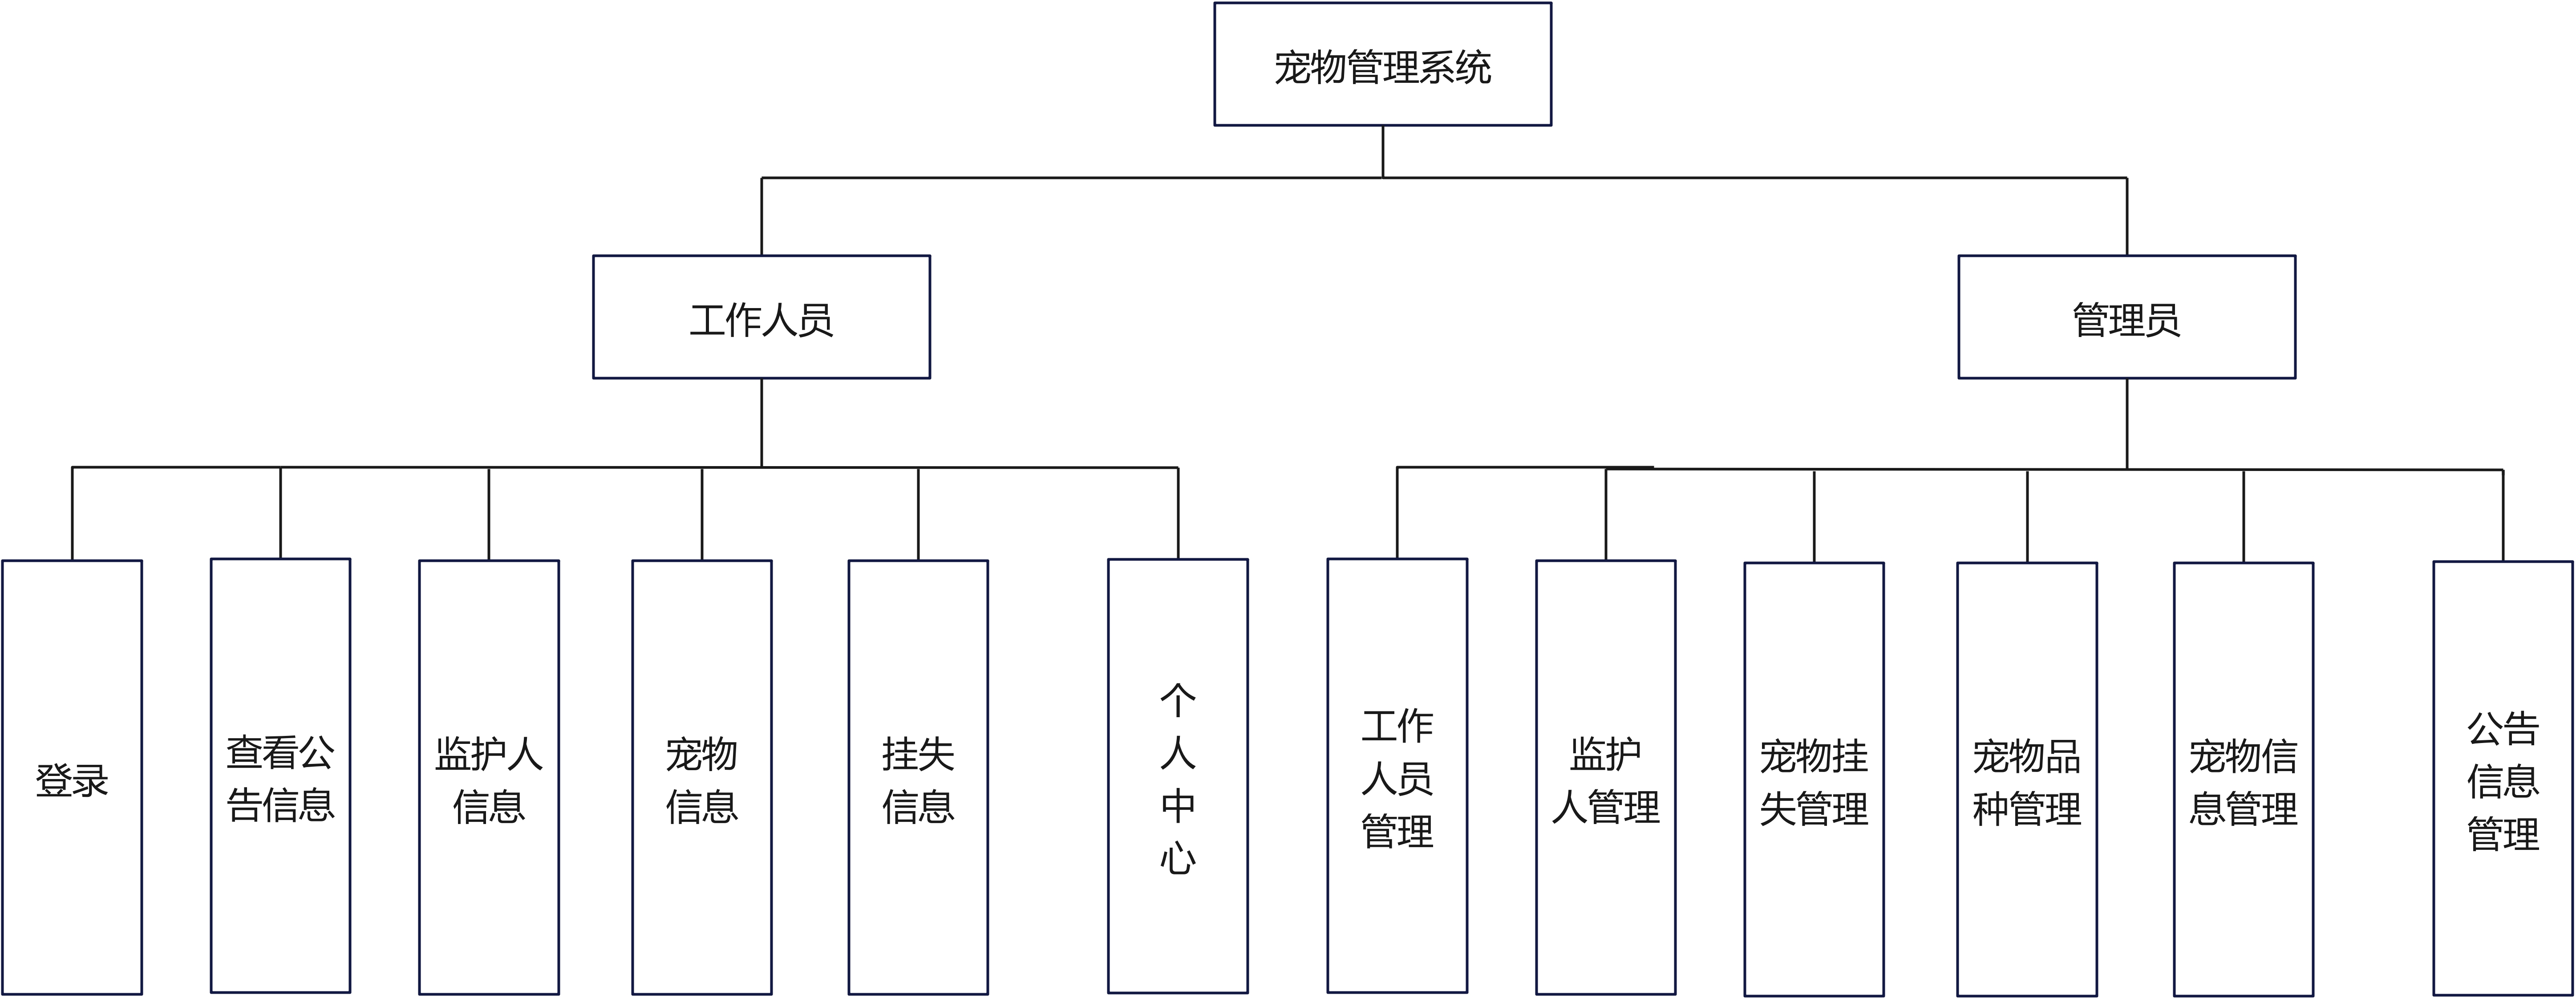 宠物管理系统
工作人员
管理员
登录
查看公
告信息
监护人
信息
宠物
信息
挂失
信息
个
人
中
心
工作
人员
管理
监护
人管理
宠物挂
失管理
宠物品
种管理
宠物信
息管理
公告
信息
管理